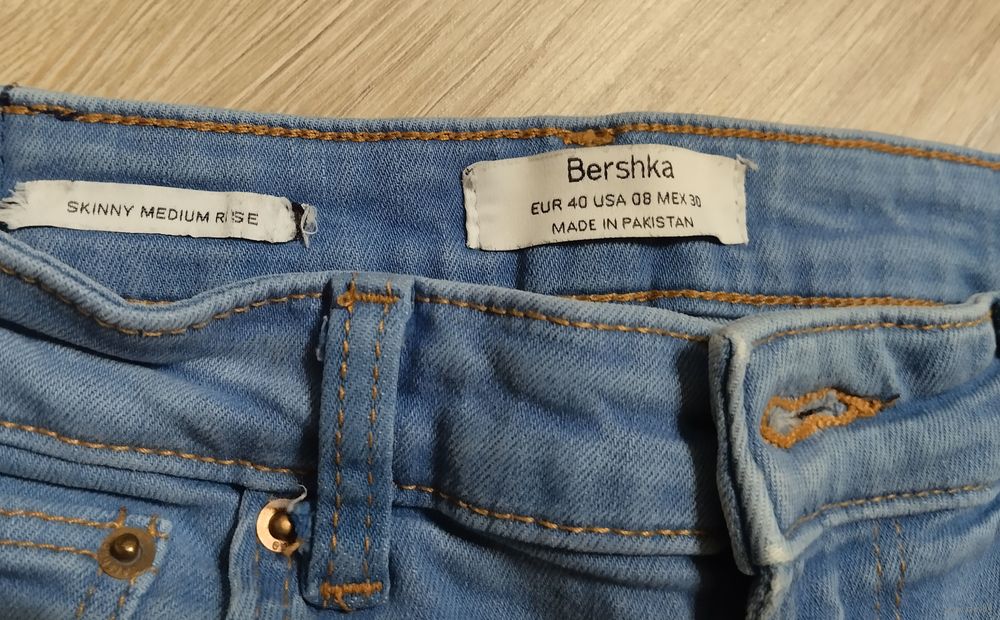 SKINNY MEDIUM RISE
Bershka
EUR 40 USA 08 MEX 30
MADE IN PAKISTAN